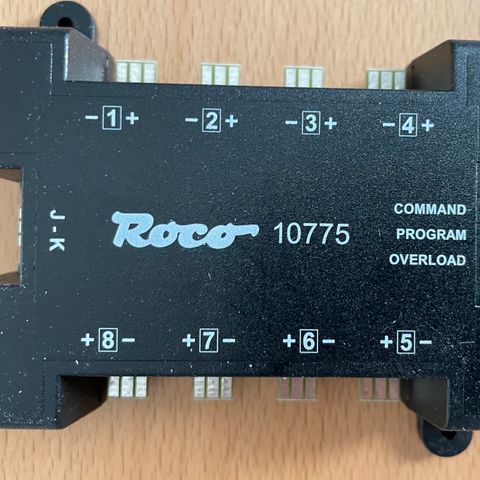 -1+ -2+ -3+ -4+
COMMAND
J-K Roco 10775 PROGRAM
OVERLOAD
+8- +7- +6- +5-